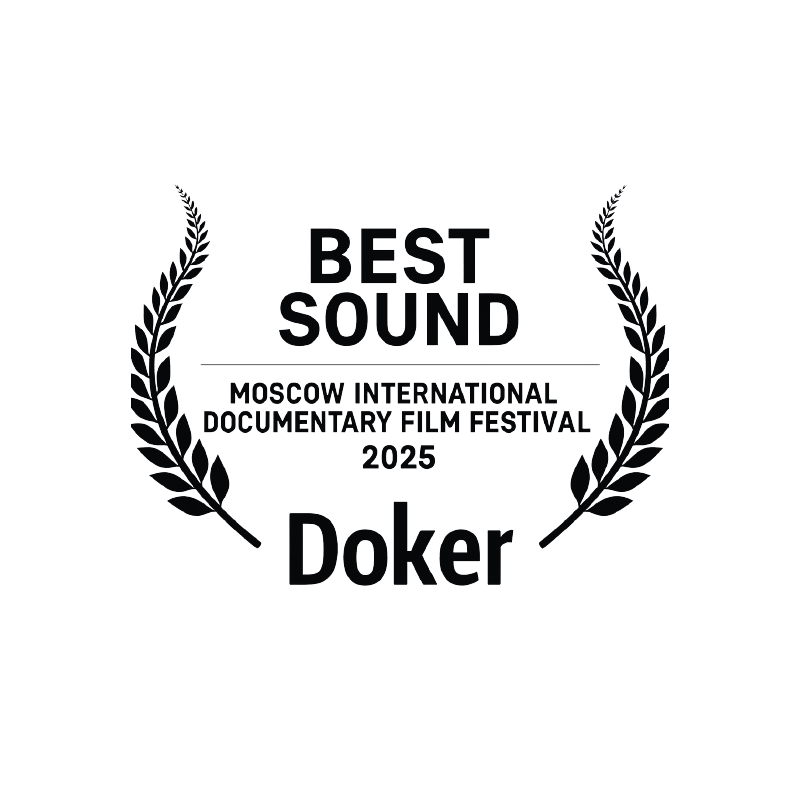 BEST
SOUND
MOSCOW INTERNATIONAL
DOCUMENTARY FILM FESTIVAL
2025
Doker